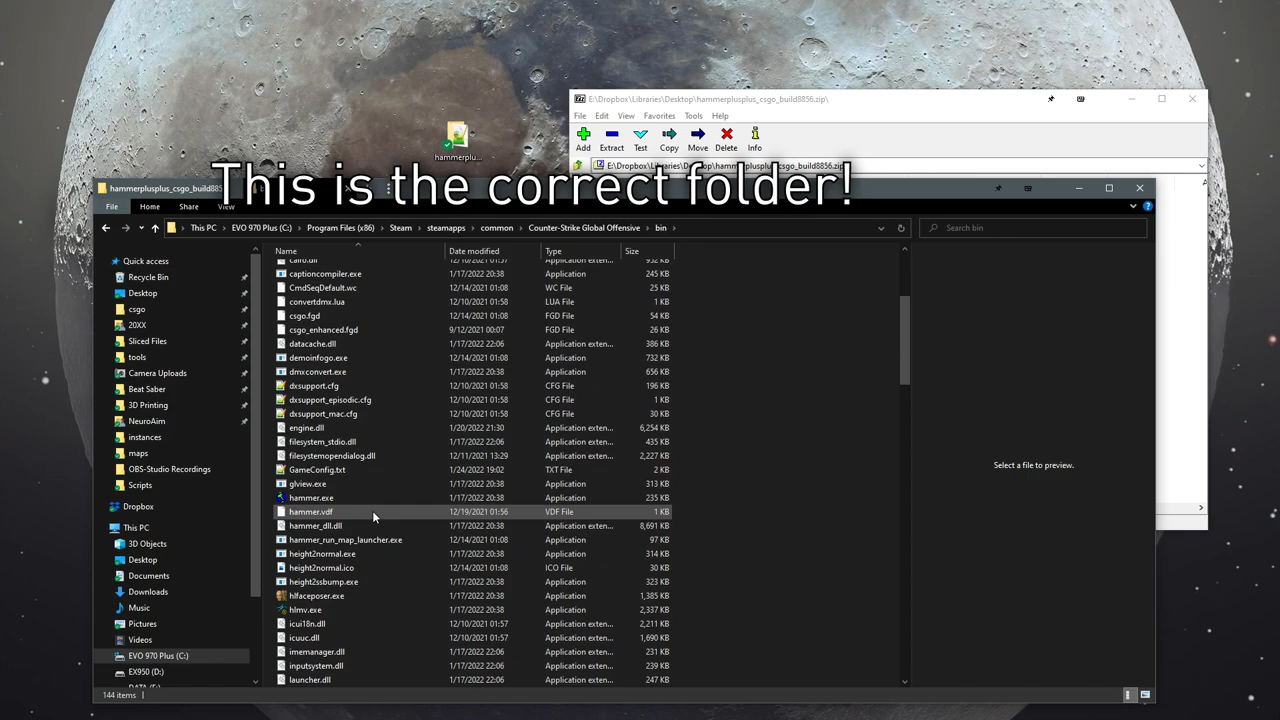 E:\Dropbox\Libraries\Desktop\hammerplusplus_csgo_build8856.zip\
File Edit View Favorites Tools Help
Add Extract Test Copy Move Delete Info
hammerplu...
This is the correct folder!
hammerplusplus_csgo_build885
File Home Share View
This PC EVO 970 Plus (C:) Program Files (x86) Steam steamapps common Counter-Strike Global Offensive bin
Search bin
Name Date modified Type Size
captioncompiler.exe 1/17/2022 20:38 Application 245 KB
CmdSeqDefault.wc 12/14/2021 01:08 WC File 25 KB
convertdmx.lua 12/10/2021 01:58 LUA File 1 KB
csgo.fgd 12/14/2021 01:08 FGD File 54 KB
csgo_enhanced.fgd 9/12/2021 00:07 FGD File 26 KB
datacache.dll 1/17/2022 22:06 Application exten... 386 KB
demoinfogo.exe 12/14/2021 01:08 Application 732 KB
dmxconvert.exe 1/17/2022 20:38 Application 656 KB
dxsupport.cfg 12/10/2021 01:58 CFG File 196 KB
dxsupport_episodic.cfg 12/10/2021 01:58 CFG File 1 KB
dxsupport_mac.cfg 12/10/2021 01:58 CFG File 30 KB
engine.dll 1/20/2022 21:30 Application exten... 6,254 KB
filesystem_stdio.dll 1/17/2022 22:06 Application exten... 435 KB
filesystemopendialog.dll 12/11/2021 13:29 Application exten... 2,227 KB
GameConfig.txt 1/24/2022 19:02 TXT File 2 KB
glview.exe 1/17/2022 20:38 Application 313 KB
hammer.exe 1/17/2022 20:38 Application 235 KB
hammer.vdf 12/19/2021 01:56 VDF File 1 KB
hammer_dll.dll 1/17/2022 20:38 Application exten... 8,691 KB
hammer_run_map_launcher.exe 12/14/2021 01:08 Application 97 KB
height2normal.exe 1/17/2022 20:38 Application 314 KB
height2normal.ico 12/14/2021 01:08 ICO File 1 KB
height2ssbump.exe 1/17/2022 20:38 Application 323 KB
hlfaceposer.exe 1/17/2022 20:38 Application 1,385 KB
hlmv.exe 1/17/2022 20:38 Application 2,337 KB
icui18n.dll 12/10/2021 01:57 Application exten... 2,211 KB
icuuc.dll 12/10/2021 01:57 Application exten... 1,690 KB
imemanager.dll 1/17/2022 22:06 Application exten... 231 KB
inputsystem.dll 1/17/2022 22:06 Application exten... 239 KB
launcher.dll 1/17/2022 22:06 Application exten... 247 KB
Quick access
Recycle Bin
Desktop
csgo
20XX
Sliced Files
tools
Camera Uploads
Beat Saber
3D Printing
NeuroAim
instances
maps
OBS-Studio Recordings
Scripts
Dropbox
This PC
3D Objects
Desktop
Documents
Downloads
Music
Pictures
Videos
EVO 970 Plus (C:)
EX950 (D:)
Select a file to preview.
144 items